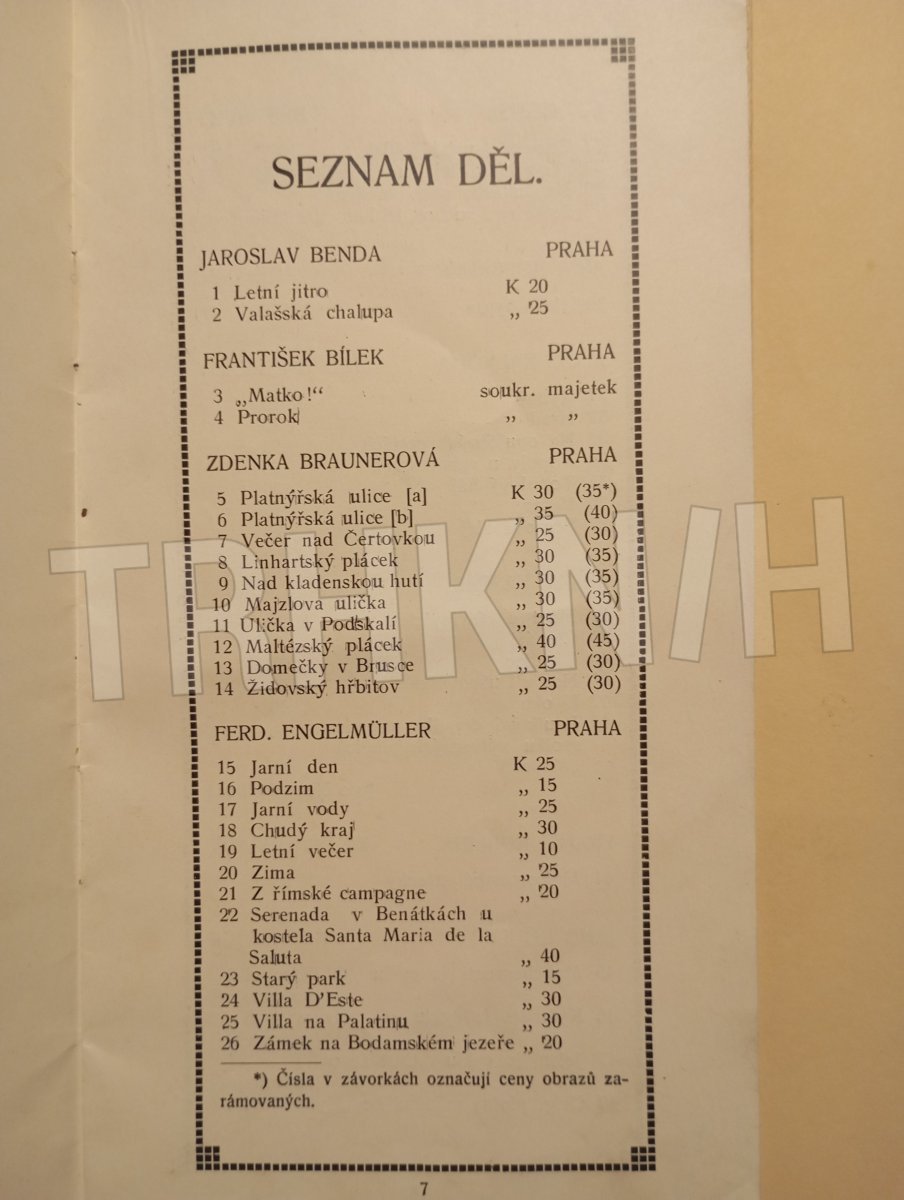 SEZNAM DĚL.
JAROSLAV BENDA PRAHA
1 Letní jitro K 20
2 Valašská chalupa „ 25
FRANTIŠEK BÍLEK PRAHA
3 „Matko!“ soukr. majetek
4 Prorok „ „
ZDENKA BRAUNEROVÁ PRAHA
5 Platnýřská ulice [a] K 30 (35*)
6 Platnýřská ulice [b] „ 35 (40)
7 Večer nad Čertovkou „ 25 (30)
8 Linhartský plácek „ 30 (35)
9 Nad kladenskou hutí „ 30 (35)
10 Majzlova ulička „ 30 (35)
11 Ulička v Podskalí „ 25 (30)
12 Maltézský plácek „ 40 (45)
13 Domečky v Brusce „ 25 (30)
14 Židovský hřbitov „ 25 (30)
FERD. ENGELMÜLLER PRAHA
15 Jarní den K 25
16 Podzim „ 15
17 Jarní vody „ 25
18 Chudý kraj „ 30
19 Letní večer „ 10
20 Zima „ 25
21 Z římské campagne „ 20
22 Serenada v Benátkách u
kostela Santa Maria de la
Saluta „ 40
23 Starý park „ 15
24 Villa D'Este „ 30
25 Villa na Palatinu „ 30
26 Zámek na Bodamském jezeře „ 20
*) Čísla v závorkách označují ceny obrazů za-
rámovaných.
7